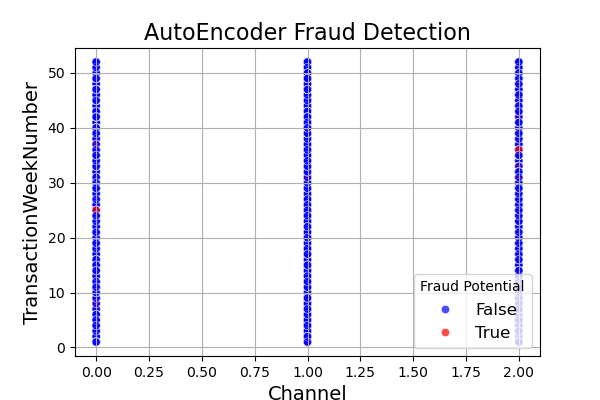 AutoEncoder Fraud Detection
TransactionWeekNumber
50
40
30
20
10
0
Fraud Potential
False
True
0.00 0.25 0.50 0.75 1.00 1.25 1.50 1.75 2.00
Channel